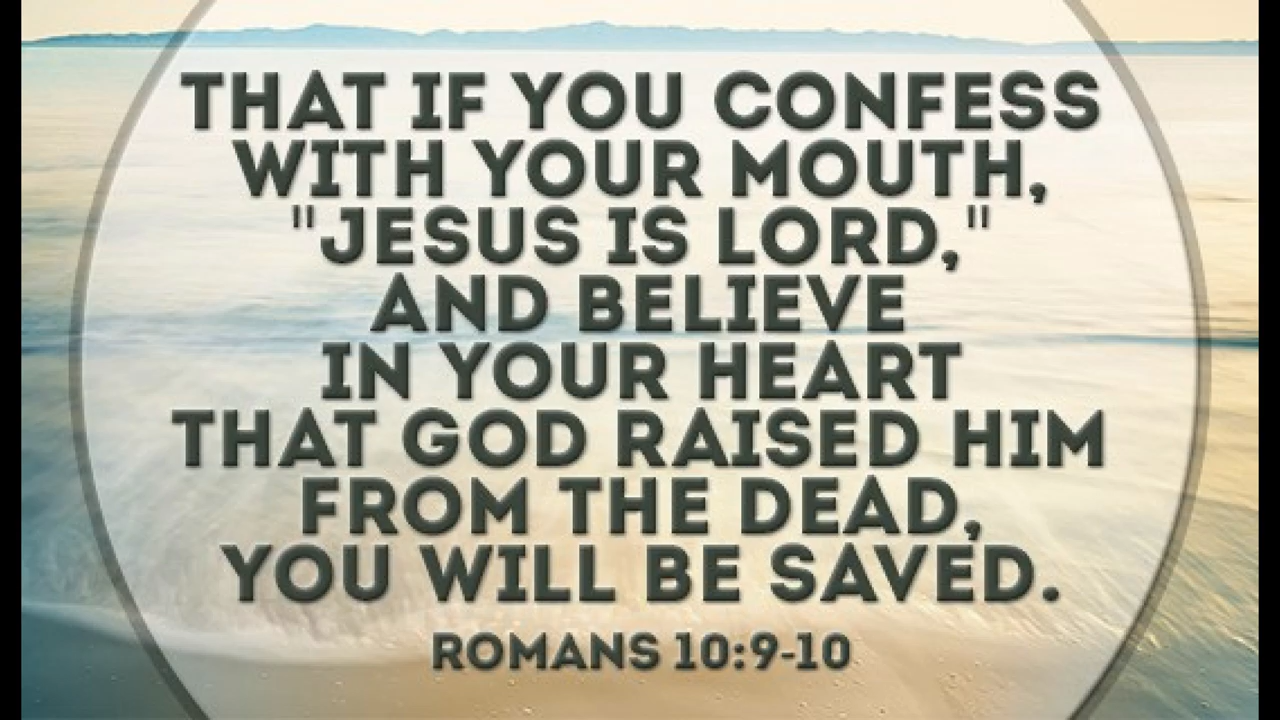 THAT IF YOU CONFESS
WITH YOUR MOUTH,
"JESUS IS LORD,"
AND BELIEVE
IN YOUR HEART
THAT GOD RAISED HIM
FROM THE DEAD,
YOU WILL BE SAVED.
ROMANS 10:9-10